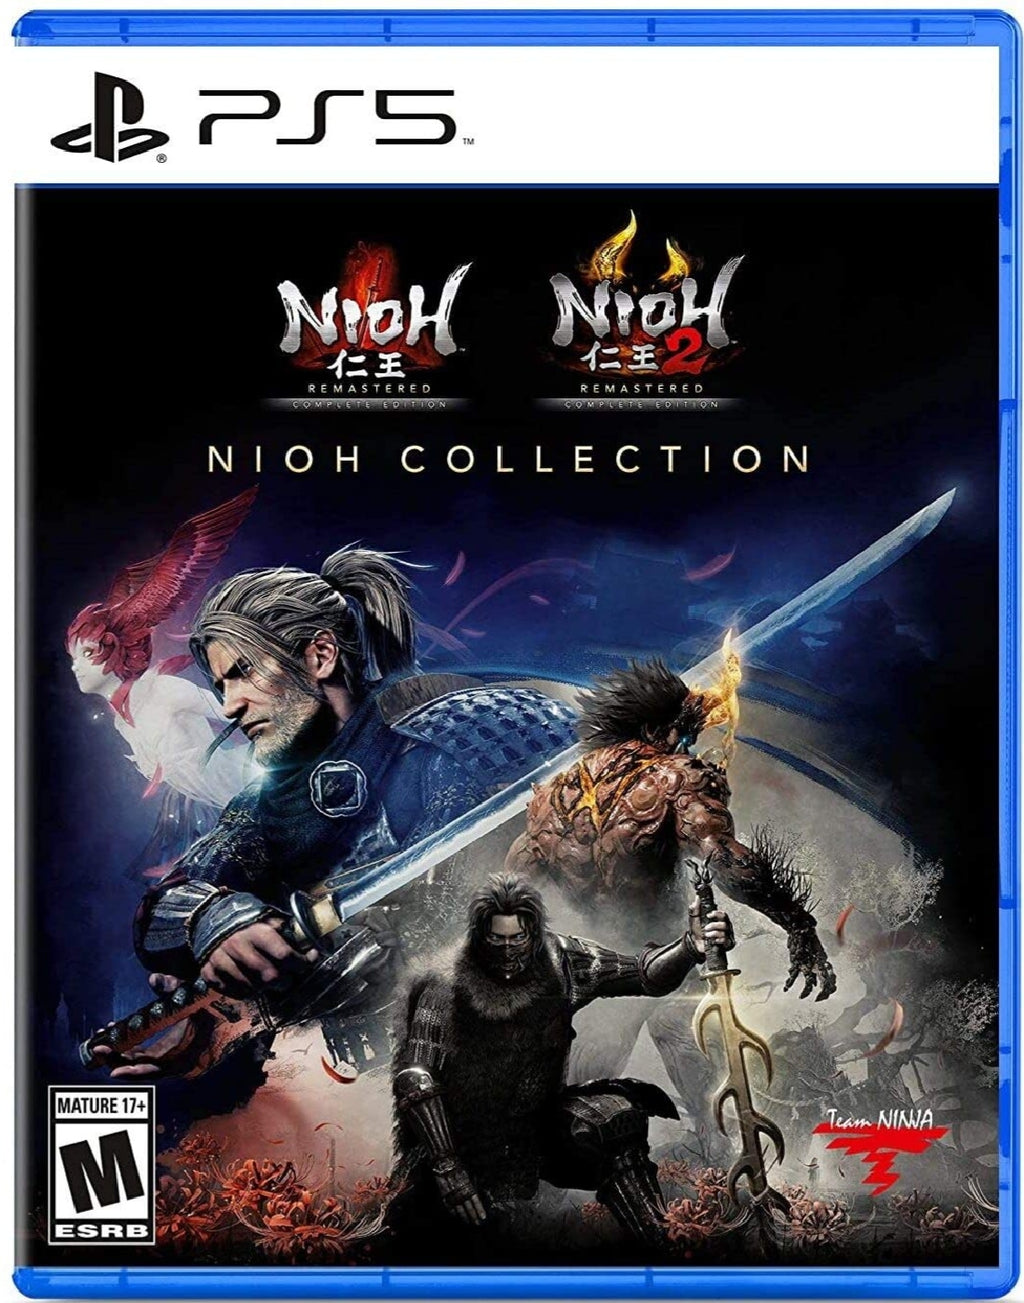 PS5™
®
NIOH
仁王
REMASTERED
COMPLETE EDITION
NIOH
仁王2
REMASTERED
COMPLETE EDITION
NIOH COLLECTION
MATURE 17+
M
ESRB
Team NINJA